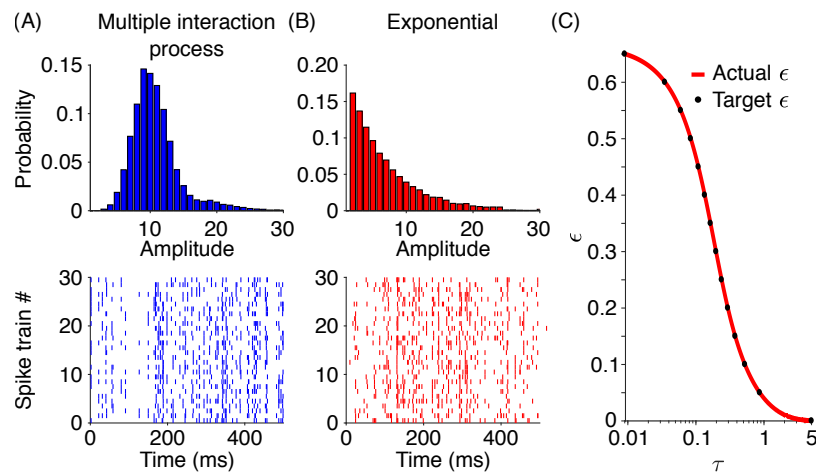 (A)
Multiple interaction
process
Probability
0.15
0.1
0.05
0
10
20
30
Amplitude
Spike train #
30
20
10
0
0
200
400
Time (ms)
(B)
Exponential
0.20
0.15
0.10
0.05
0
10
20
30
Amplitude
30
20
10
0
0
200
400
Time (ms)
(C)
Actual ϵ
Target ϵ
ϵ
0.6
0.5
0.4
0.3
0.2
0.1
0
0.01
0.1
1
5
τ